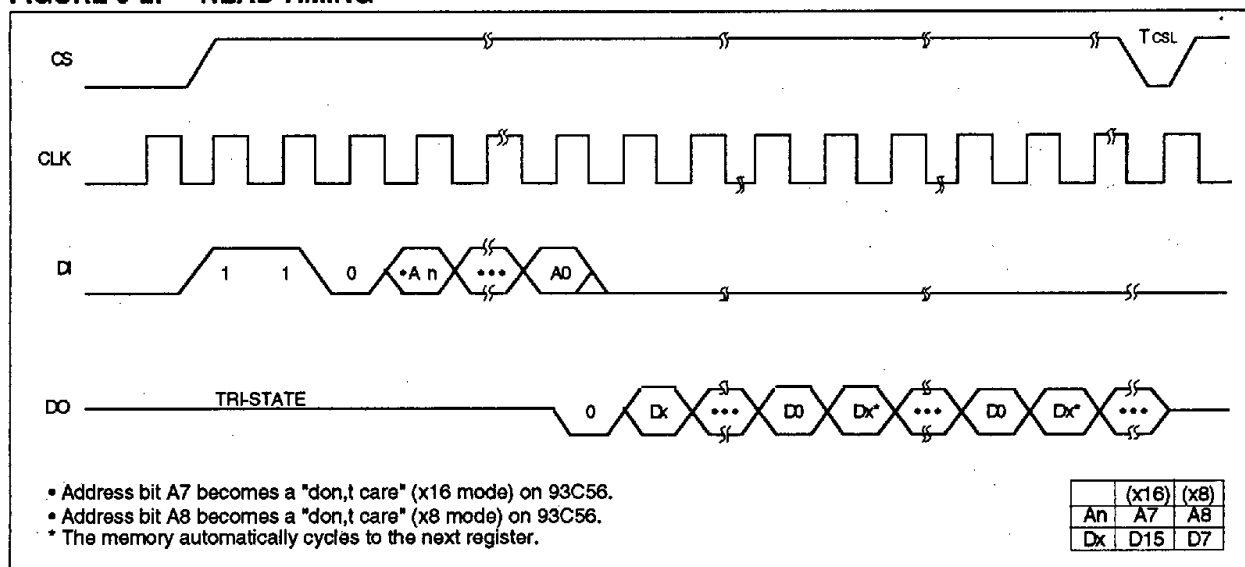 CS
TCSL
CLK
DI
1 1 0 •A n ••• A0
DO
TRI-STATE
0 Dx ••• D0 Dx* ••• D0 Dx* •••
• Address bit A7 becomes a "don,t care" (x16 mode) on 93C56.
• Address bit A8 becomes a "don,t care" (x8 mode) on 93C56.
* The memory automatically cycles to the next register.
(x16) (x8)
An A7 A8
Dx D15 D7